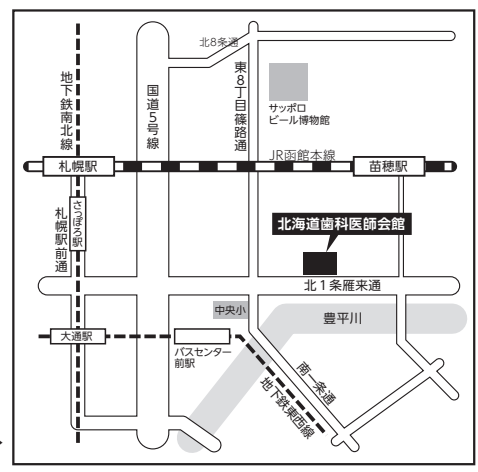 北8条通
地下鉄南北線
国道5号線
東8丁目篠路通
サッポロ
ビール博物館
JR函館本線
札幌駅
苗穂駅
さっぽろ駅
札幌駅前通
北海道歯科医師会館
北1条雁来通
中央小
豊平川
大通駅
バスセンター
前駅
南一条通
地下鉄東西線